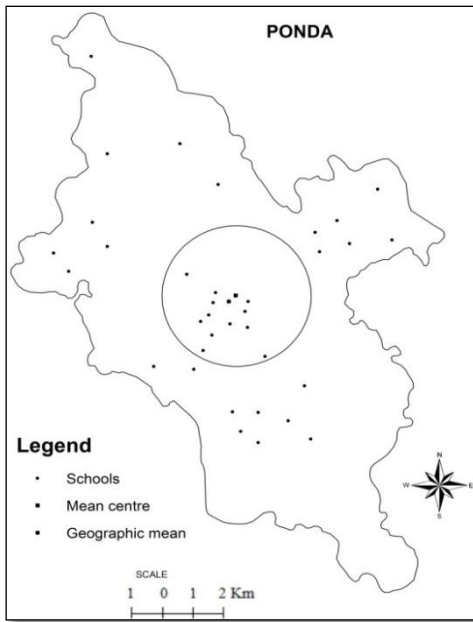 PONDA
Legend
Schools
Mean centre
Geographic mean
N
W E
S
SCALE
1 0 1 2 Km